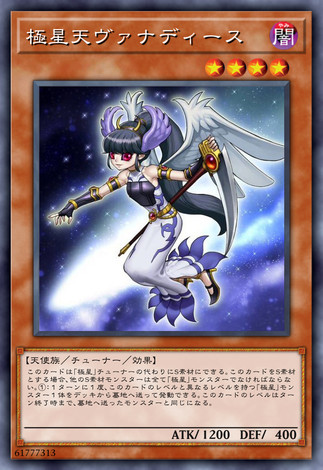 極星天ヴァナディース
闇
やみ
【天使族／チューナー／効果】
このカードは「極星」チューナーの代わりにS素材にできる。このカードをS素材
とする場合、他のS素材モンスターは全て「極星」モンスターでなければならな
い。①：1ターンに1度、このカードのレベルと異なるレベルを持つ「極星」モン
スター1体をデッキから墓地へ送って発動できる。このカードのレベルはター
ン終了時まで、墓地へ送ったモンスターと同じになる。
ATK/ 1200 DEF/ 400
61777313